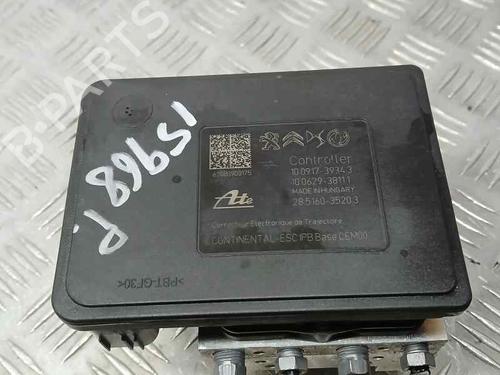 15968
Controller
10.0917-3934.3
10.0629-3811.1
MADE IN HUNGARY
28.5160-3520.3
Ate
Correcteur Electronique de Trajectoire
CONTINENTAL-ESC IPB Base CEM00
>PBT-GF30<
B-PARTS